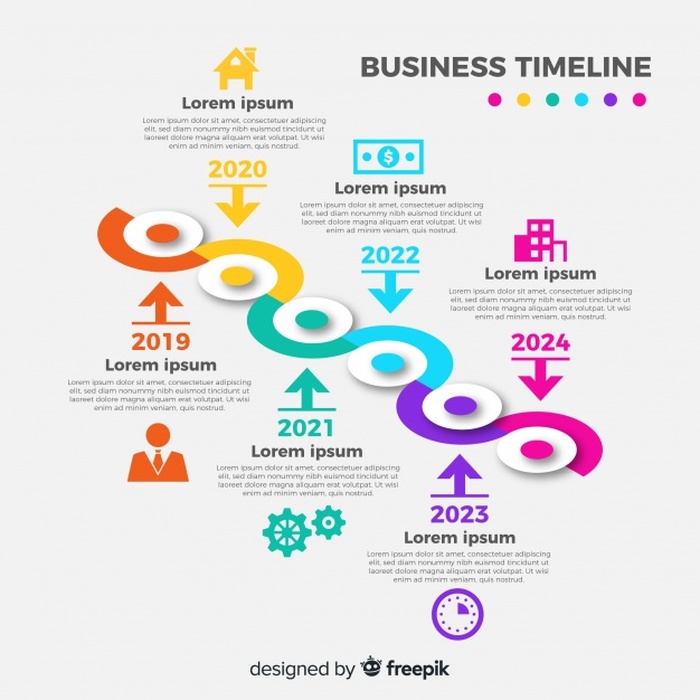 BUSINESS TIMELINE
Lorem ipsum
Lorem ipsum dolor sit amet, consectetuer adipiscing
elit, sed diam nonummy nibh euismod tincidunt ut
laoreet dolore magna aliquam erat volutpat. Ut wisi
enim ad minim veniam, quis nostrud.
2020
Lorem ipsum
Lorem ipsum dolor sit amet, consectetuer adipiscing
elit, sed diam nonummy nibh euismod tincidunt ut
laoreet dolore magna aliquam erat volutpat. Ut wisi
enim ad minim veniam, quis nostrud.
2022
Lorem ipsum
Lorem ipsum dolor sit amet, consectetuer adipiscing
elit, sed diam nonummy nibh euismod tincidunt ut
laoreet dolore magna aliquam erat volutpat. Ut wisi
enim ad minim veniam, quis nostrud.
2024
2019
Lorem ipsum
Lorem ipsum dolor sit amet, consectetuer adipiscing
elit, sed diam nonummy nibh euismod tincidunt ut
laoreet dolore magna aliquam erat volutpat. Ut wisi
enim ad minim veniam, quis nostrud.
2021
Lorem ipsum
Lorem ipsum dolor sit amet, consectetuer adipiscing
elit, sed diam nonummy nibh euismod tincidunt ut
laoreet dolore magna aliquam erat volutpat. Ut wisi
enim ad minim veniam, quis nostrud.
2023
Lorem ipsum
Lorem ipsum dolor sit amet, consectetuer adipiscing
elit, sed diam nonummy nibh euismod tincidunt ut
laoreet dolore magna aliquam erat volutpat. Ut wisi
enim ad minim veniam, quis nostrud.
designed by freepik